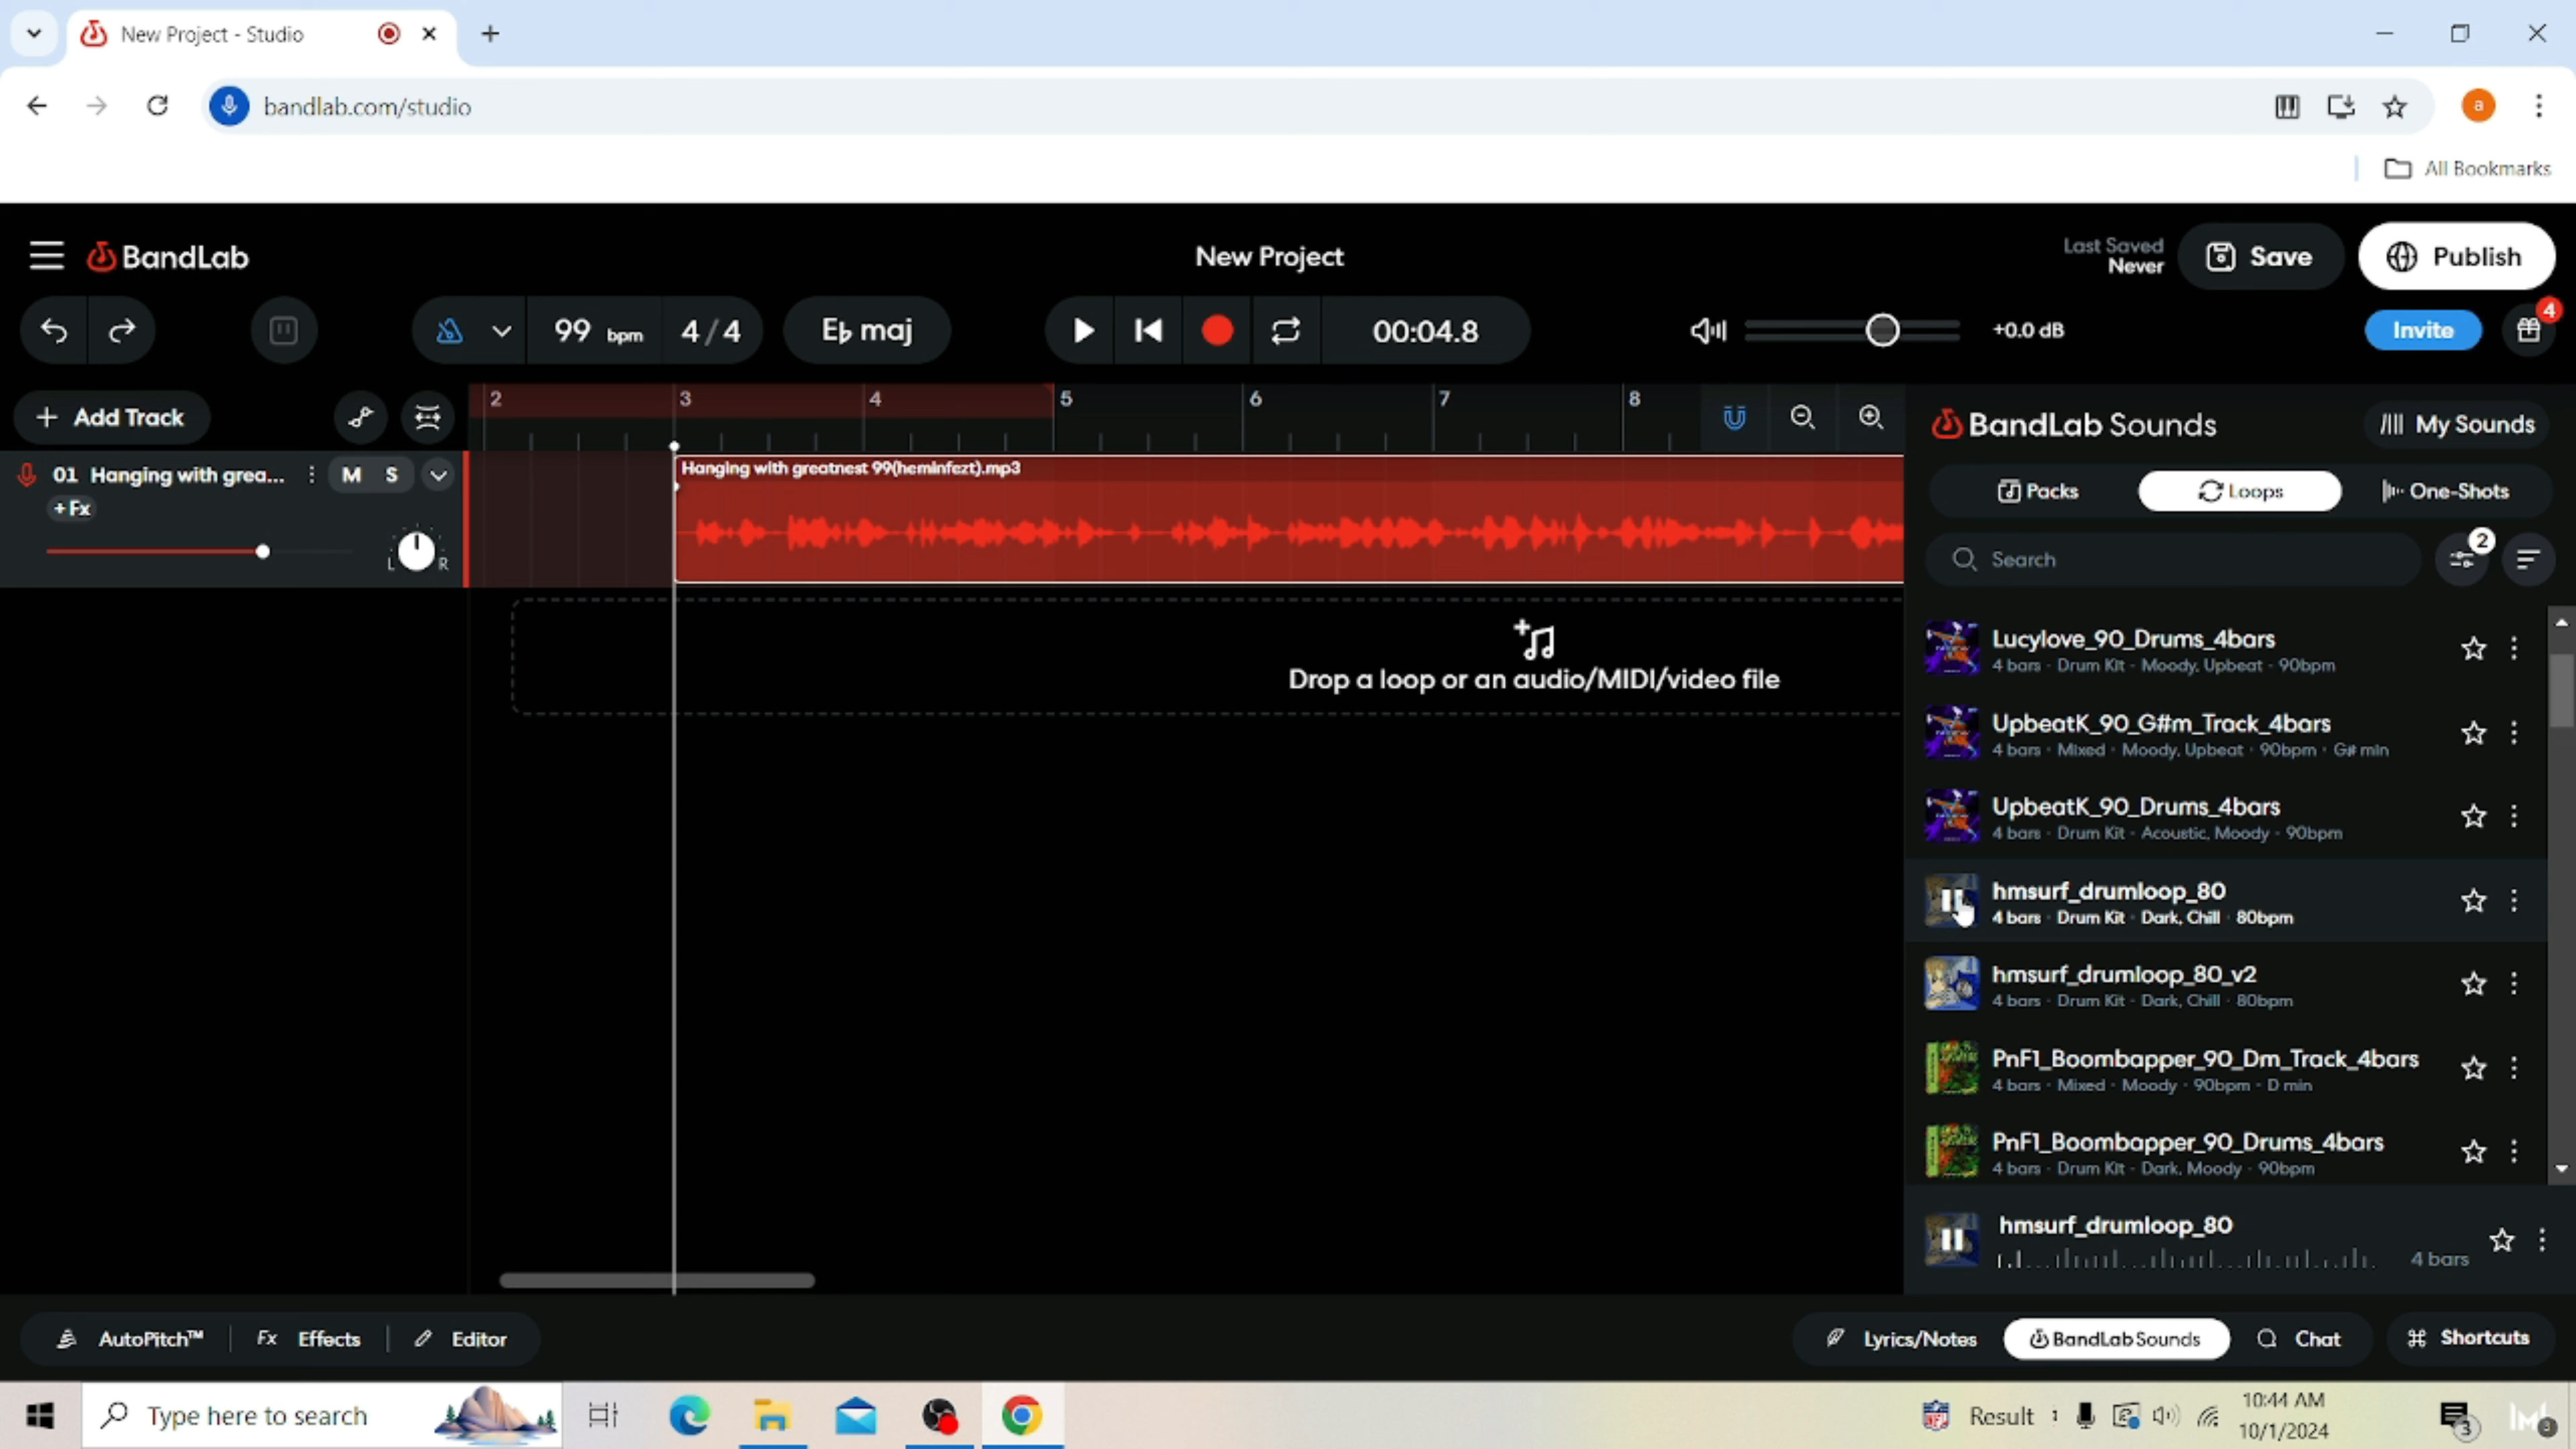 New Project - Studio
bandlab.com/studio
a
All Bookmarks
BandLab
New Project
Last Saved
Never
Save
Publish
99 bpm
4/4
E♭ maj
00:04.8
+0.0 dB
Invite
4
Add Track
2 3 4 5 6 7 8
BandLab Sounds
My Sounds
01 Hanging with grea...
M S
+Fx
L R
Hanging with greatnest 99(heminfezt).mp3
Packs
Loops
One-Shots
Search
2
Drop a loop or an audio/MIDI/video file
Lucylove_90_Drums_4bars
4 bars - Drum Kit - Moody, Upbeat - 90bpm
UpbeatK_90_G#m_Track_4bars
4 bars - Mixed - Moody, Upbeat - 90bpm - G# min
UpbeatK_90_Drums_4bars
4 bars - Drum Kit - Acoustic, Moody - 90bpm
hmsurf_drumloop_80
4 bars - Drum Kit - Dark, Chill - 80bpm
hmsurf_drumloop_80_v2
4 bars - Drum Kit - Dark, Chill - 80bpm
PnF1_Boombapper_90_Dm_Track_4bars
4 bars - Mixed - Moody - 90bpm - D min
PnF1_Boombapper_90_Drums_4bars
4 bars - Drum Kit - Dark, Moody - 90bpm
hmsurf_drumloop_80
4 bars
AutoPitch™
Fx Effects
Editor
Lyrics/Notes
BandLab Sounds
Chat
Shortcuts
Type here to search
Result
10:44 AM
10/1/2024
3